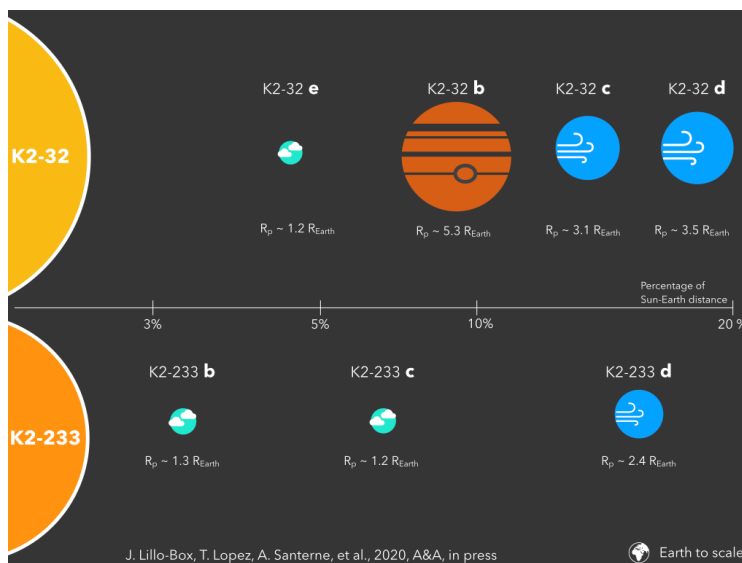 K2-32
K2-32 e
K2-32 b
K2-32 c
K2-32 d
Rp ~ 1.2 REarth
Rp ~ 5.3 REarth
Rp ~ 3.1 REarth
Rp ~ 3.5 REarth
Percentage of
Sun-Earth distance
3%
5%
10%
20 %
K2-233
K2-233 b
K2-233 c
K2-233 d
Rp ~ 1.3 REarth
Rp ~ 1.2 REarth
Rp ~ 2.4 REarth
J. Lillo-Box, T. Lopez, A. Santerne, et al., 2020, A&A, in press
Earth to scale